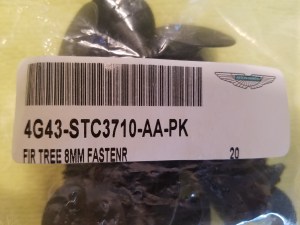 4G43-STC3710-AA-PK
FIR TREE 8MM FASTENR 20